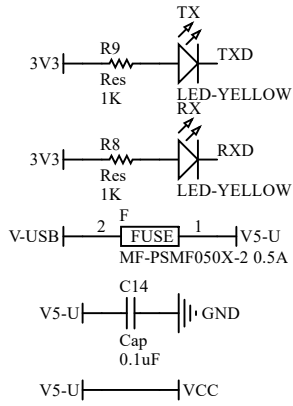 TX
R9
3V3
TXD
Res
1K
LED-YELLOW
RX
R8
3V3
RXD
Res
1K
LED-YELLOW
F
V-USB 2 FUSE 1 V5-U
MF-PSMF050X-2 0.5A
C14
V5-U GND
Cap
0.1uF
V5-U VCC